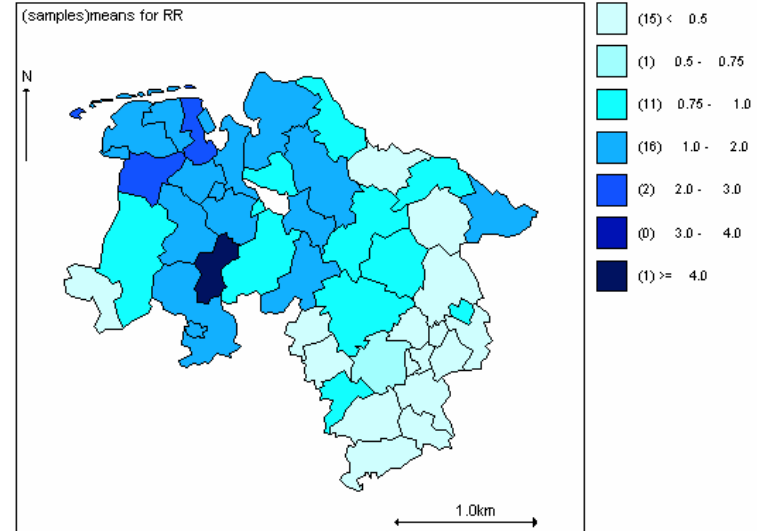 (samples)means for RR
N
(15) < 0.5
(1) 0.5 - 0.75
(11) 0.75 - 1.0
(16) 1.0 - 2.0
(2) 2.0 - 3.0
(0) 3.0 - 4.0
(1) >= 4.0
1.0km